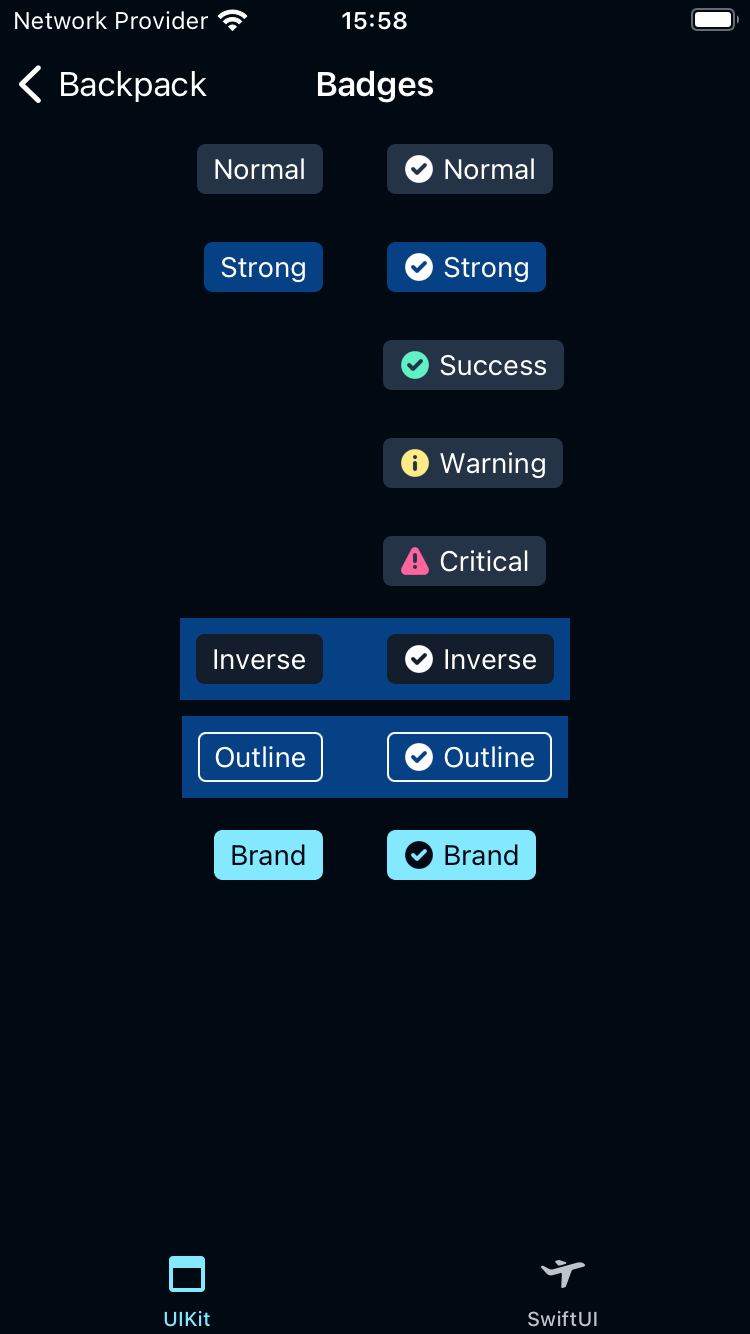 Network Provider 15:58
Backpack Badges
Normal Normal
Strong Strong
Success
Warning
Critical
Inverse Inverse
Outline Outline
Brand Brand
UIKit SwiftUI